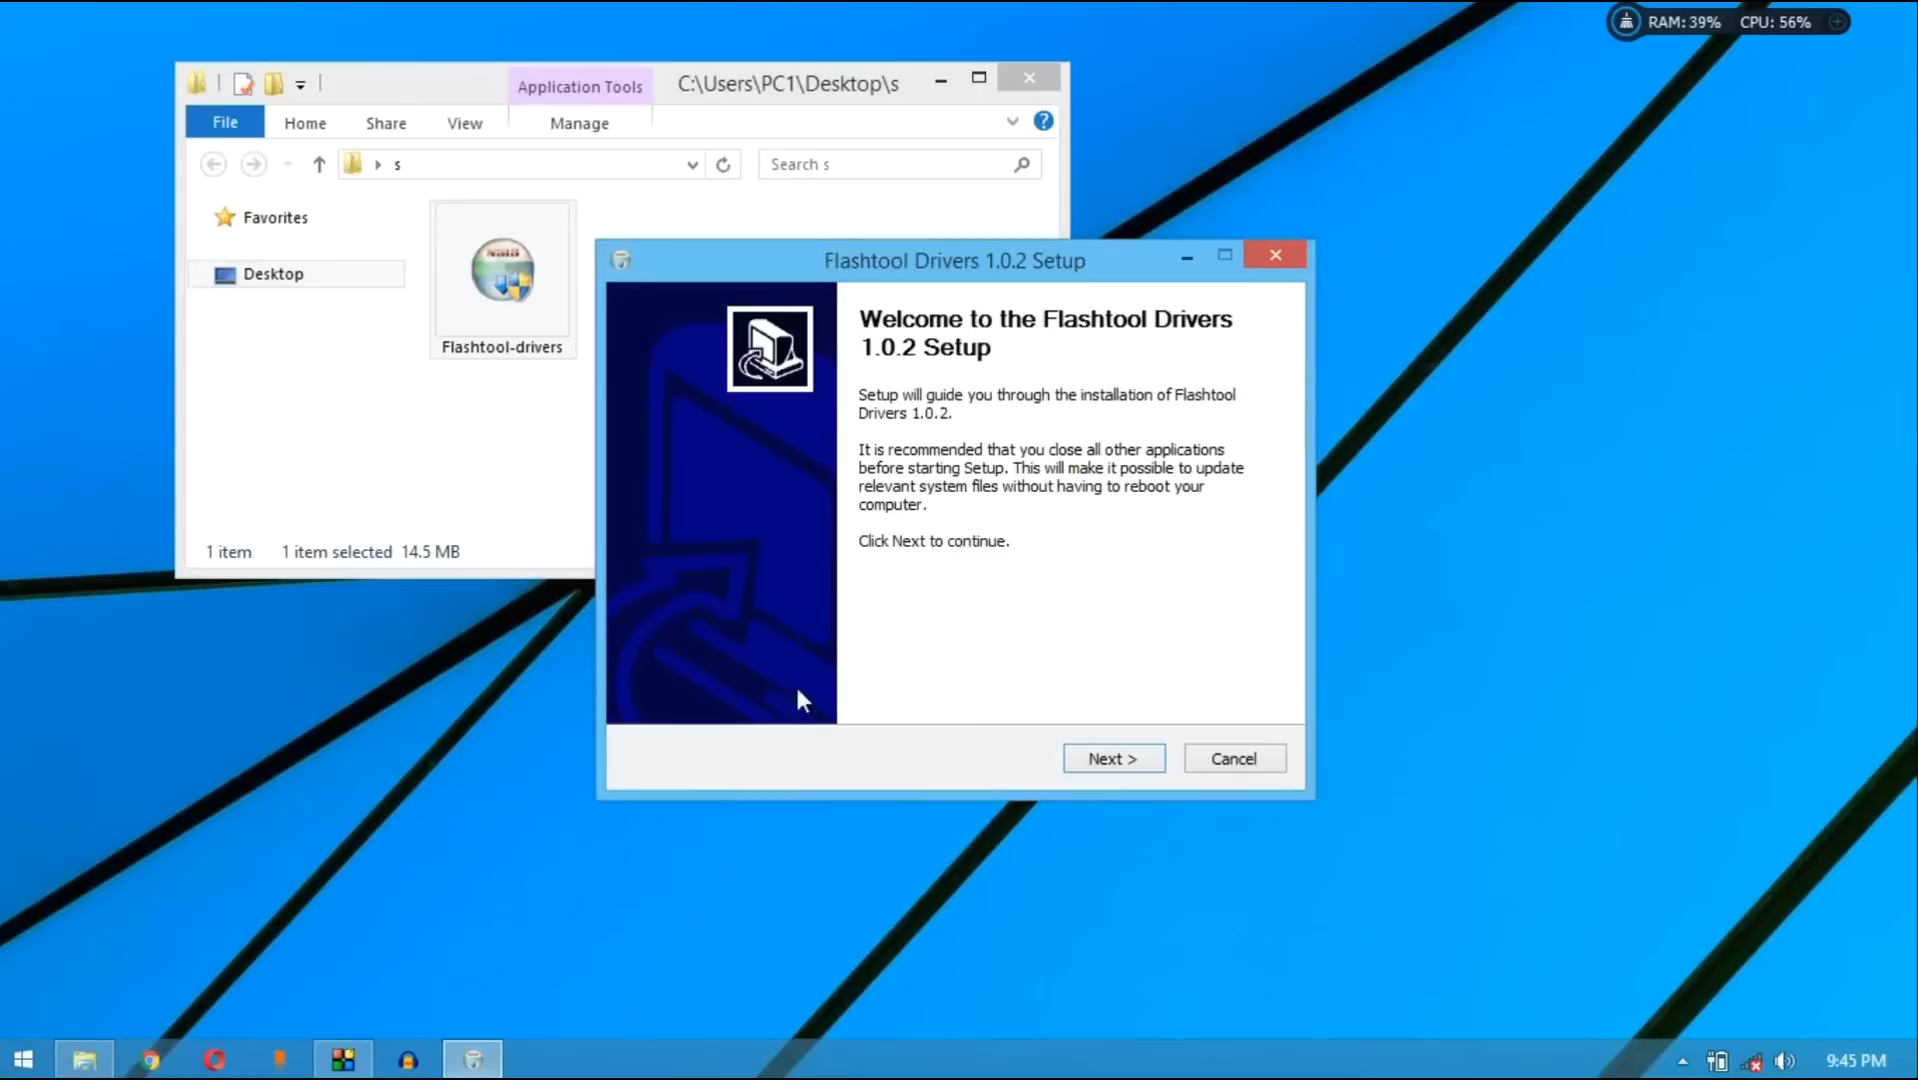 RAM: 39% CPU: 56%
Application Tools
C:\Users\PC1\Desktop\s
File Home Share View Manage
s
Search s
Favorites
Desktop
NSIS
Flashtool-drivers
1 item 1 item selected 14.5 MB
Flashtool Drivers 1.0.2 Setup
Welcome to the Flashtool Drivers
1.0.2 Setup
Setup will guide you through the installation of Flashtool
Drivers 1.0.2.
It is recommended that you close all other applications
before starting Setup. This will make it possible to update
relevant system files without having to reboot your
computer.
Click Next to continue.
Next > Cancel
9:45 PM